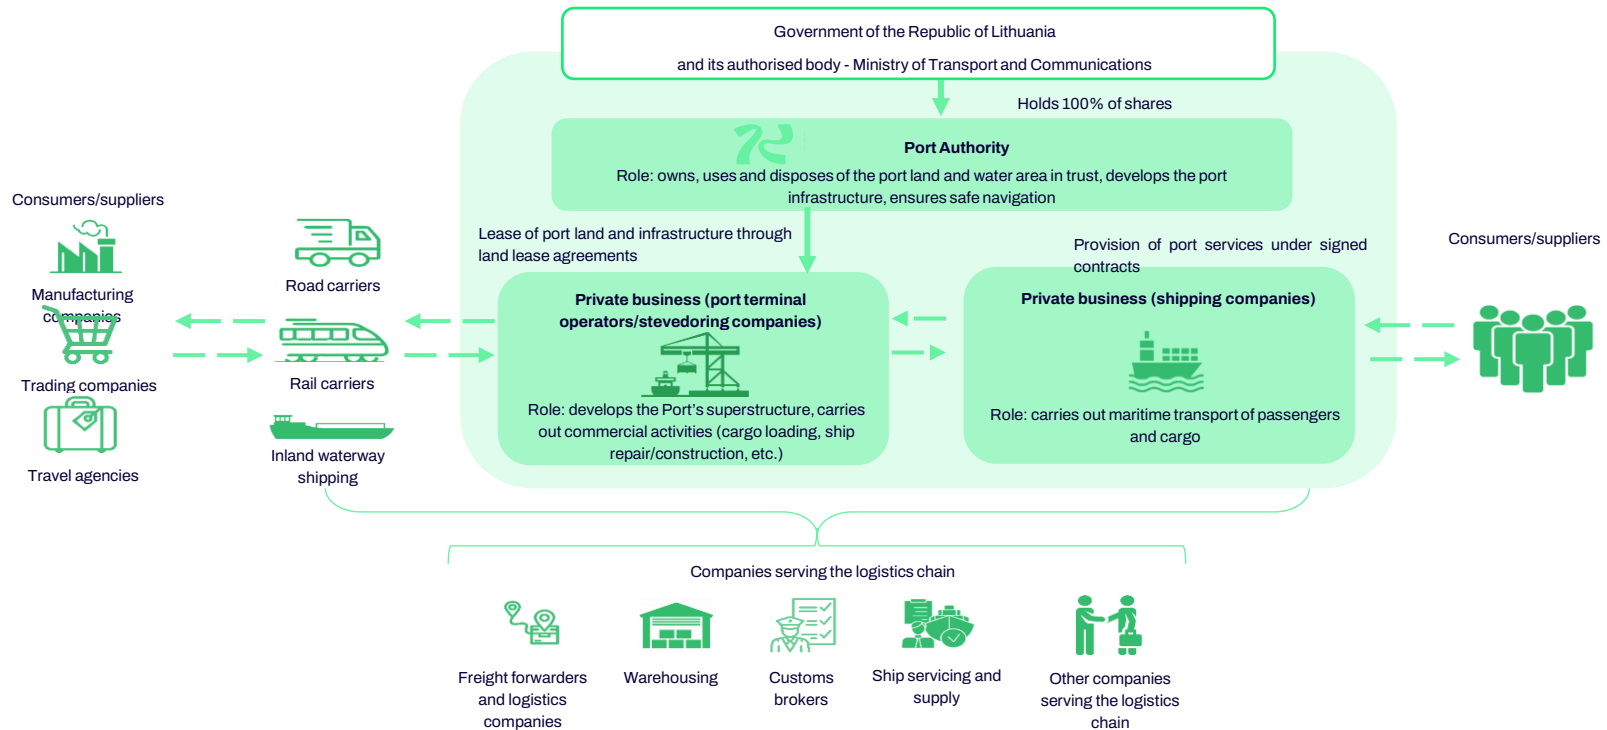 Government of the Republic of Lithuania
and its authorised body - Ministry of Transport and Communications
Holds 100% of shares
Port Authority
Role: owns, uses and disposes of the port land and water area in trust, develops the port
infrastructure, ensures safe navigation
Consumers/suppliers
Manufacturing
companies
Trading companies
Travel agencies
Road carriers
Rail carriers
Inland waterway
shipping
Lease of port land and infrastructure through
land lease agreements
Private business (port terminal
operators/stevedoring companies)
Role: develops the Port's superstructure, carries
out commercial activities (cargo loading, ship
repair/construction, etc.)
Provision of port services under signed
contracts
Private business (shipping companies)
Role: carries out maritime transport of passengers
and cargo
Consumers/suppliers
Companies serving the logistics chain
Freight forwarders
and logistics
companies
Warehousing
Customs
brokers
Ship servicing and
supply
Other companies
serving the logistics
chain